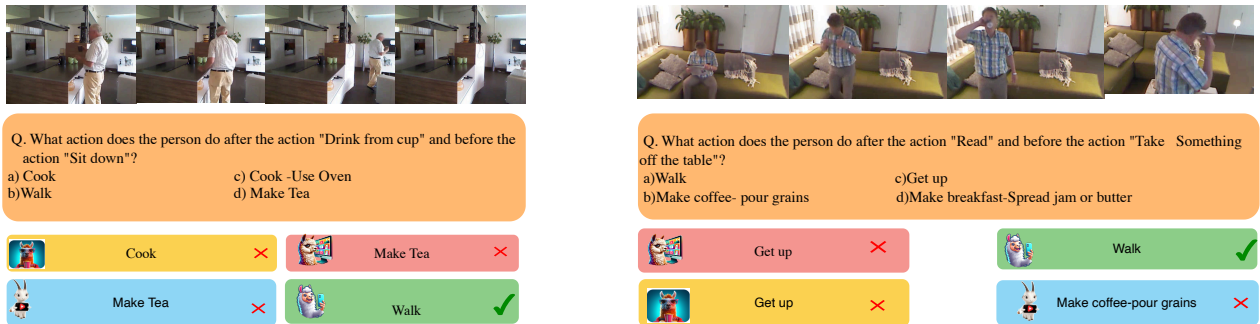 Q. What action does the person do after the action "Drink from cup" and before the
action "Sit down"?
a) Cook c) Cook -Use Oven
b)Walk d) Make Tea
Cook
Make Tea
Make Tea
Walk
Q. What action does the person do after the action "Read" and before the action "Take Something
off the table"?
a)Walk c)Get up
b)Make coffee- pour grains d)Make breakfast-Spread jam or butter
Get up
Walk
Get up
Make coffee-pour grains